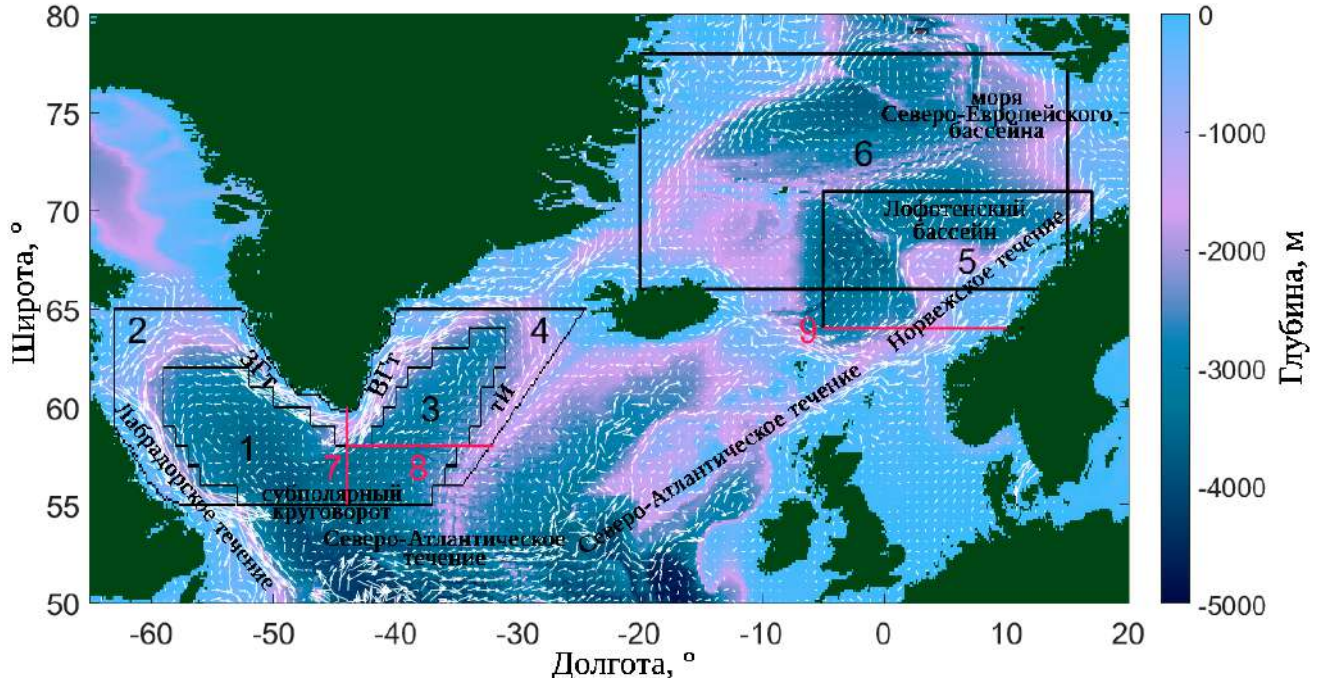 80
75
70
65
60
55
50
Широта, °
-60
-50
-40
-30
-20
-10
0
10
20
Долгота, °
0
-1000
-2000
-3000
-4000
-5000
Глубина, м
моря
Северо-Европейского
бассейна
6
Лофотенский
бассейн
5
Норвежское течение
9
2
ЗГт
ВГт
4
тИ
3
1
7
8
Лабрадорское течение
субполярный
круговорот
Северо-Атлантическое
течение
Северо-Атлантическое течение